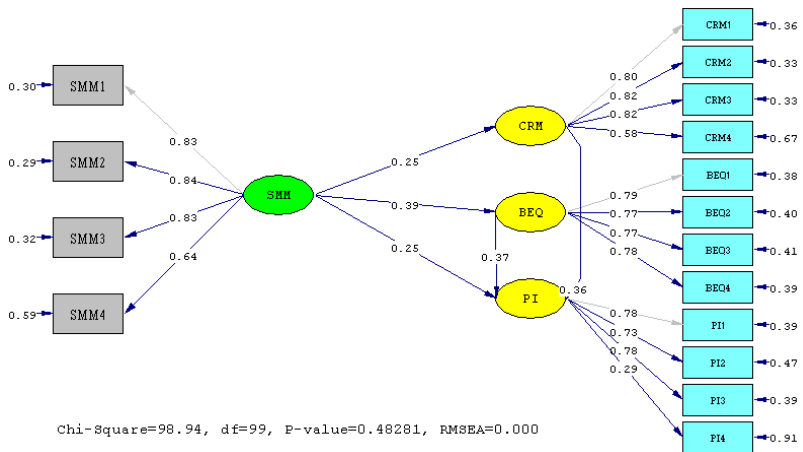 CRM1
0.36
CRM2
0.33
0.80
0.30
SMM1
0.82
CRM3
0.33
0.82
CRM
0.58
CRM4
0.67
0.83
0.29
SMM2
0.25
BEQ1
0.38
0.84
SMM
0.79
0.39
BEQ
0.77
BEQ2
0.40
0.83
0.77
0.32
SMM3
0.25
0.37
0.78
BEQ3
0.41
0.64
BEQ4
0.39
PI
0.36
0.59
SMM4
0.78
PI1
0.39
0.73
0.78
PI2
0.47
0.29
PI3
0.39
Chi-Square=98.94, df=99, P-value=0.48281, RMSEA=0.000
PI4
0.91